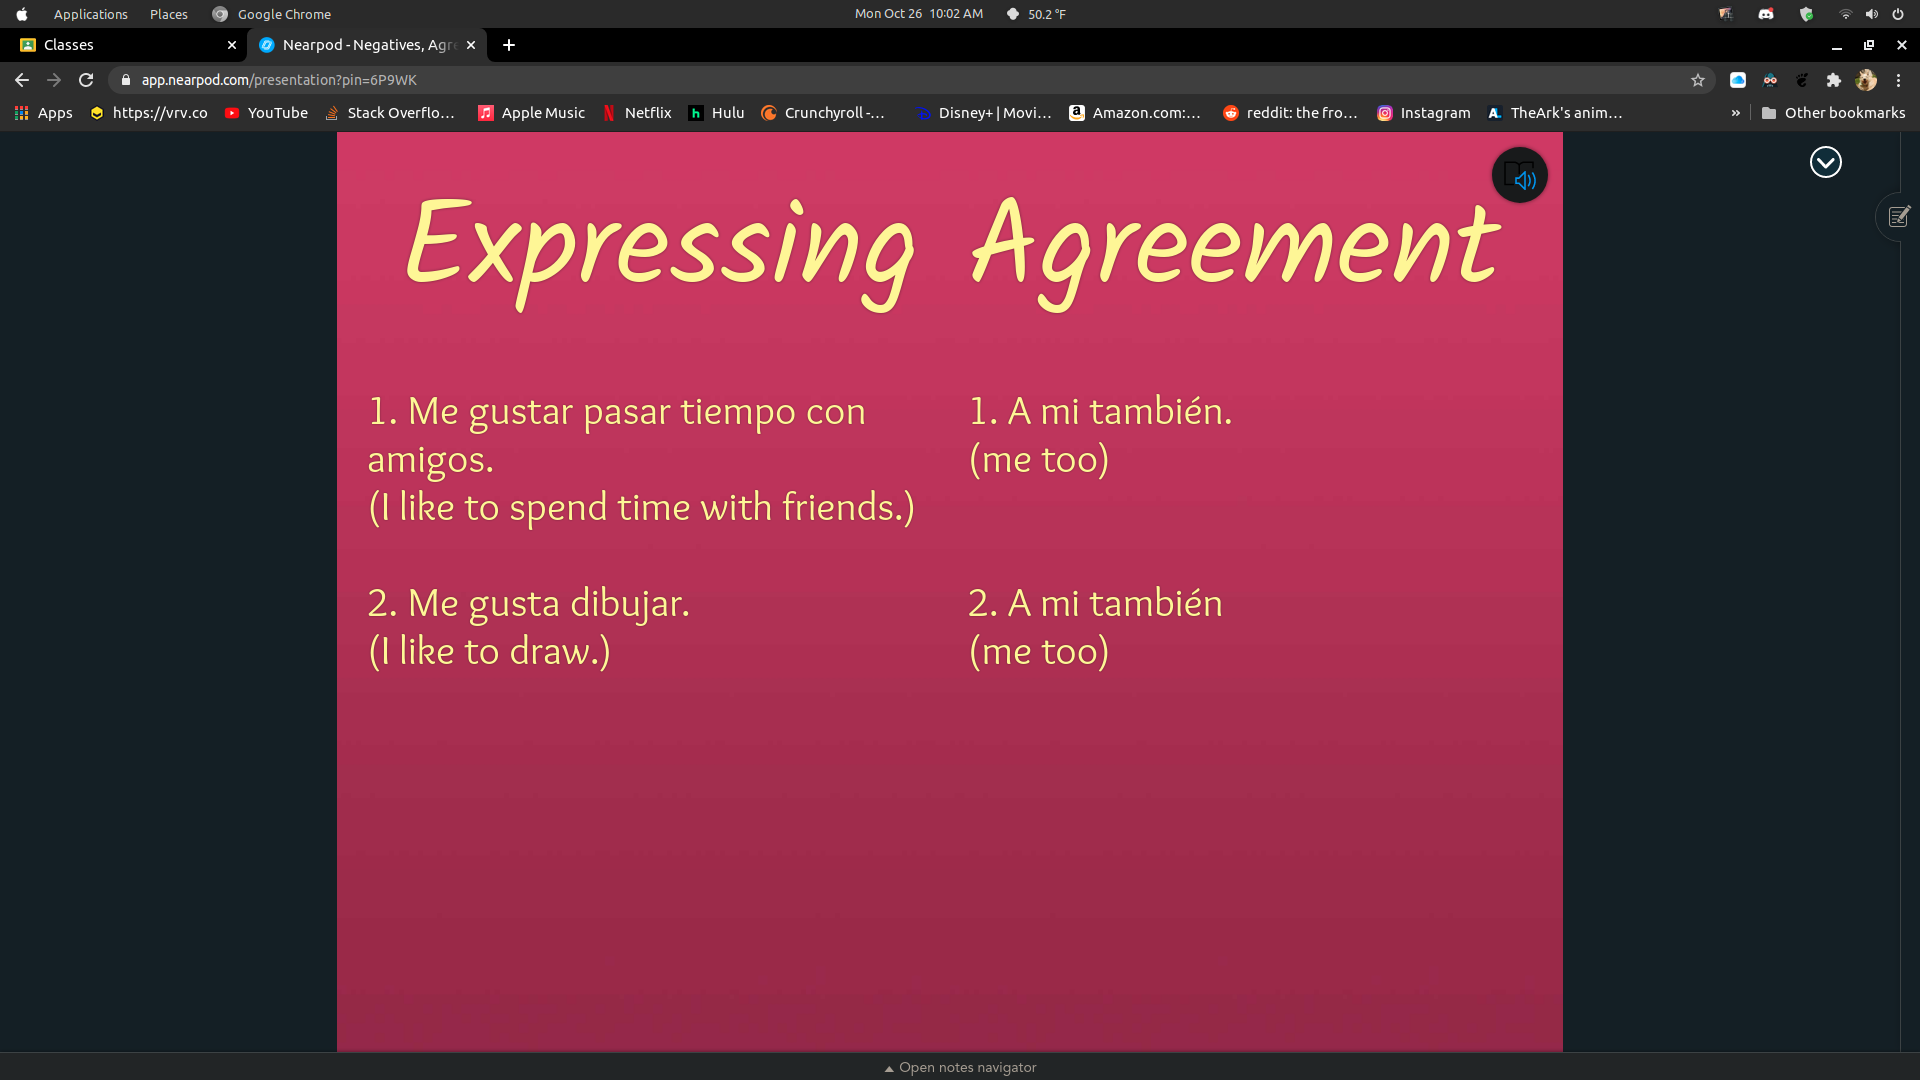 Applications Places Google Chrome Mon Oct 26 10:02 AM 50.2 °F
Classes Nearpod - Negatives, Agre
app.nearpod.com/presentation?pin=6P9WK
Apps https://vrv.co YouTube Stack Overflo... Apple Music Netflix Hulu Crunchyroll -... Disney+ | Movi... Amazon.com:... reddit: the fro... Instagram TheArk's anim... » Other bookmarks
Expressing Agreement
1. Me gustar pasar tiempo con
amigos.
(I like to spend time with friends.)
2. Me gusta dibujar.
(I like to draw.)
1. A mi también.
(me too)
2. A mi también
(me too)
Open notes navigator